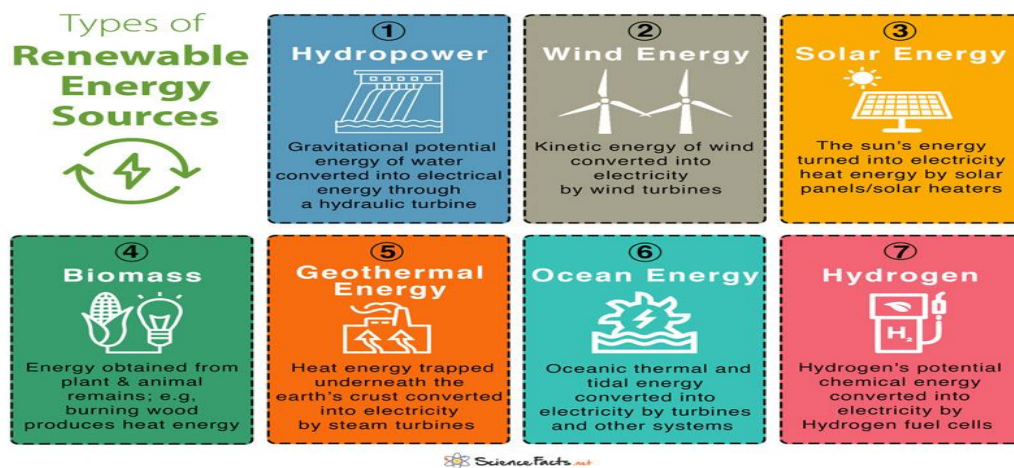 Types of
Renewable
Energy
Sources
①
Hydropower
Gravitational potential
energy of water
converted into electrical
energy through
a hydraulic turbine
②
Wind Energy
Kinetic energy of wind
converted into
electricity
by wind turbines
③
Solar Energy
The sun's energy
turned into electricity
heat energy by solar
panels/solar heaters
④
Biomass
Energy obtained from
plant & animal
remains; e.g,
burning wood
produces heat energy
⑤
Geothermal
Energy
Heat energy trapped
underneath the
earth's crust converted
into electricity
by steam turbines
⑥
Ocean Energy
Oceanic thermal and
tidal energy
converted into
electricity by turbines
and other systems
⑦
Hydrogen
H₂
Hydrogen's potential
chemical energy
converted into
electricity by
Hydrogen fuel cells
ScienceFacts.net